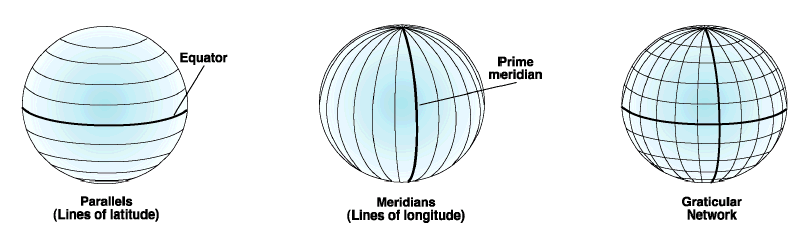 Equator
Prime
meridian
Parallels
(Lines of latitude)
Meridians
(Lines of longitude)
Graticular
Network